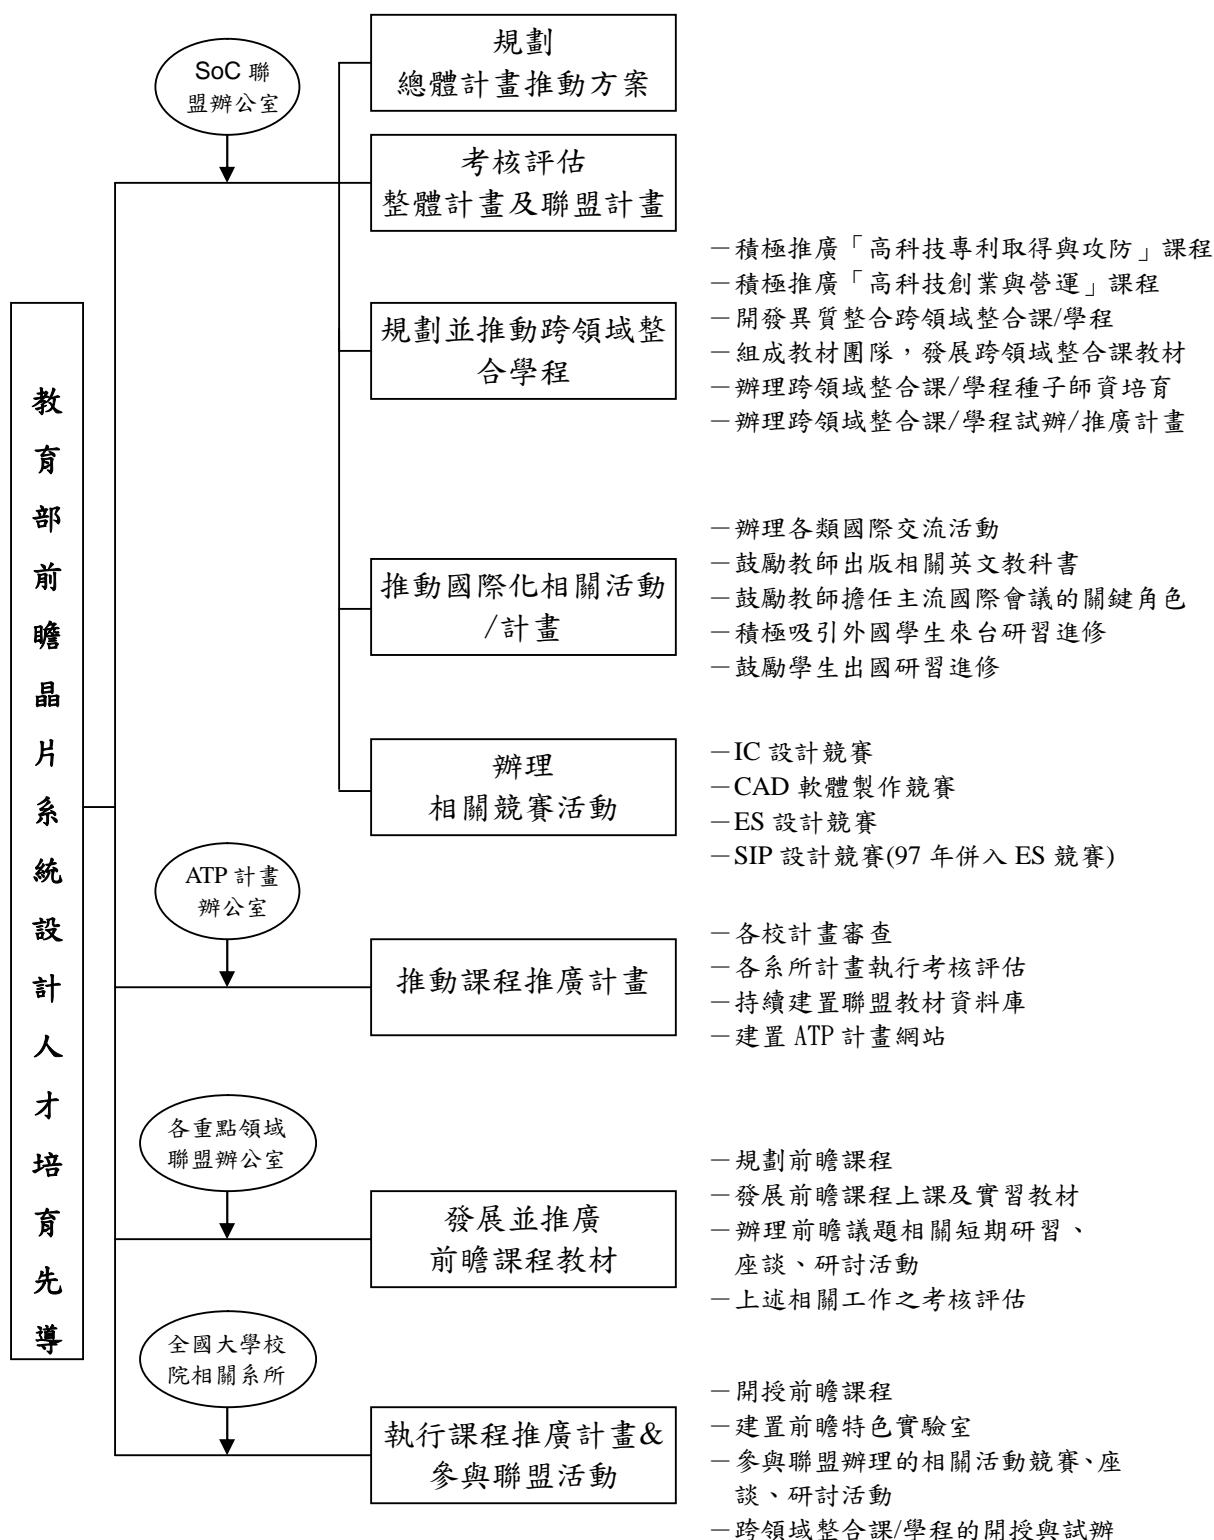 教育部前瞻晶片系統設計人才培育先導
SoC 聯
盟辦公室
規劃
總體計畫推動方案
考核評估
整體計畫及聯盟計畫
規劃並推動跨領域整
合學程
－積極推廣「高科技專利取得與攻防」課程
－積極推廣「高科技創業與營運」課程
－開發異質整合跨領域整合課/學程
－組成教材團隊，發展跨領域整合課教材
－辦理跨領域整合課/學程種子師資培育
－辦理跨領域整合課/學程試辦/推廣計畫
推動國際化相關活動
/計畫
－辦理各類國際交流活動
－鼓勵教師出版相關英文教科書
－鼓勵教師擔任主流國際會議的關鍵角色
－積極吸引外國學生來台研習進修
－鼓勵學生出國研習進修
辦理
相關競賽活動
－IC 設計競賽
－CAD 軟體製作競賽
－ES 設計競賽
－SIP 設計競賽(97 年併入 ES 競賽)
ATP 計畫
辦公室
推動課程推廣計畫
－各校計畫審查
－各系所計畫執行考核評估
－持續建置聯盟教材資料庫
－建置 ATP 計畫網站
各重點領域
聯盟辦公室
發展並推廣
前瞻課程教材
－規劃前瞻課程
－發展前瞻課程上課及實習教材
－辦理前瞻議題相關短期研習、
座談、研討活動
－上述相關工作之考核評估
全國大學校
院相關系所
執行課程推廣計畫&
參與聯盟活動
－開授前瞻課程
－建置前瞻特色實驗室
－參與聯盟辦理的相關活動競賽、座
談、研討活動
－跨領域整合課/學程的開授與試辦